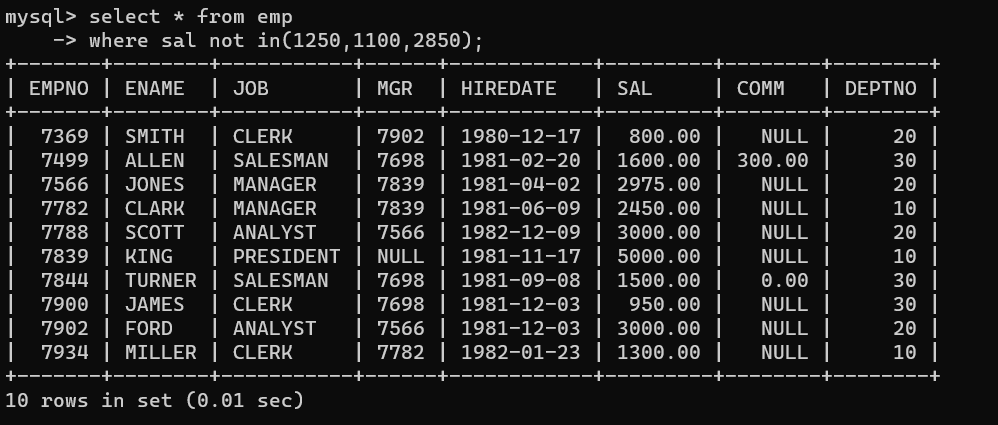 mysql> select * from emp
    -> where sal not in(1250,1100,2850);
+-------+--------+-----------+------+------------+---------+--------+--------+
| EMPNO | ENAME  | JOB       | MGR  | HIREDATE   | SAL     | COMM   | DEPTNO |
+-------+--------+-----------+------+------------+---------+--------+--------+
|  7369 | SMITH  | CLERK     | 7902 | 1980-12-17 |  800.00 |   NULL |     20 |
|  7499 | ALLEN  | SALESMAN  | 7698 | 1981-02-20 | 1600.00 | 300.00 |     30 |
|  7566 | JONES  | MANAGER   | 7839 | 1981-04-02 | 2975.00 |   NULL |     20 |
|  7782 | CLARK  | MANAGER   | 7839 | 1981-06-09 | 2450.00 |   NULL |     10 |
|  7788 | SCOTT  | ANALYST   | 7566 | 1982-12-09 | 3000.00 |   NULL |     20 |
|  7839 | KING   | PRESIDENT | NULL | 1981-11-17 | 5000.00 |   NULL |     10 |
|  7844 | TURNER | SALESMAN  | 7698 | 1981-09-08 | 1500.00 |   0.00 |     30 |
|  7900 | JAMES  | CLERK     | 7698 | 1981-12-03 |  950.00 |   NULL |     30 |
|  7902 | FORD   | ANALYST   | 7566 | 1981-12-03 | 3000.00 |   NULL |     20 |
|  7934 | MILLER | CLERK     | 7782 | 1982-01-23 | 1300.00 |   NULL |     10 |
+-------+--------+-----------+------+------------+---------+--------+--------+
10 rows in set (0.01 sec)